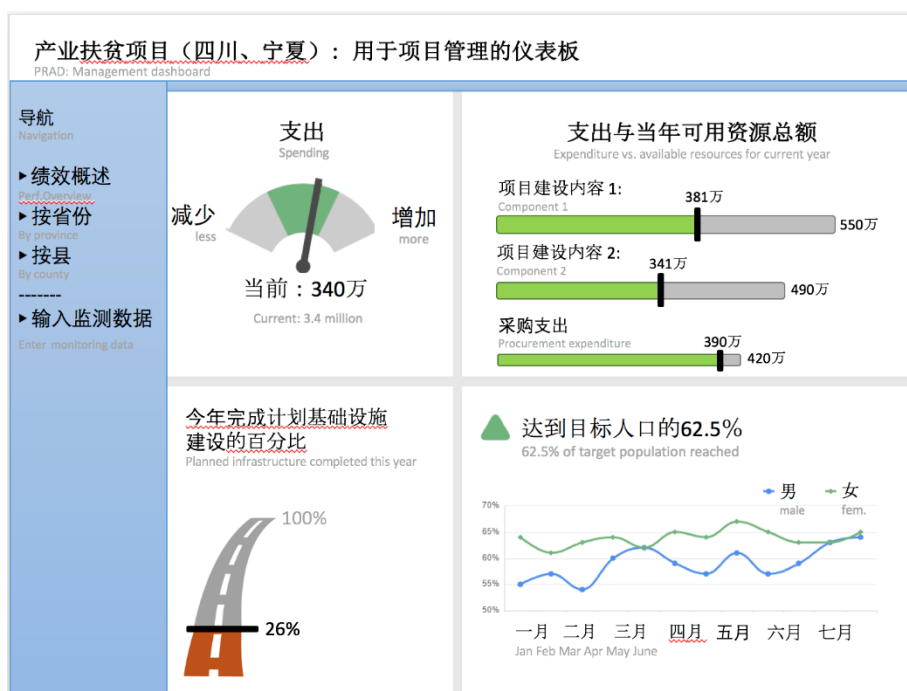 产业扶贫项目（四川、宁夏）：用于项目管理的仪表板
PRAD: Management dashboard
导航
Navigation
▸绩效概述
Perf.Overview
▸按省份
By province
▸按县
By county
-------
▸输入监测数据
Enter monitoring data
支出
Spending
减少
less
增加
more
当前：340万
Current: 3.4 million
支出与当年可用资源总额
Expenditure vs. available resources for current year
项目建设内容 1:
Component 1
381万
550万
项目建设内容 2:
Component 2
341万
490万
采购支出
Procurement expenditure
390万
420万
今年完成计划基础设施
建设的百分比
Planned infrastructure completed this year
100%
26%
达到目标人口的62.5%
62.5% of target population reached
男
male
女
fem.
70%
65%
60%
55%
50%
一月 二月 三月 四月 五月 六月 七月
Jan Feb Mar Apr May June